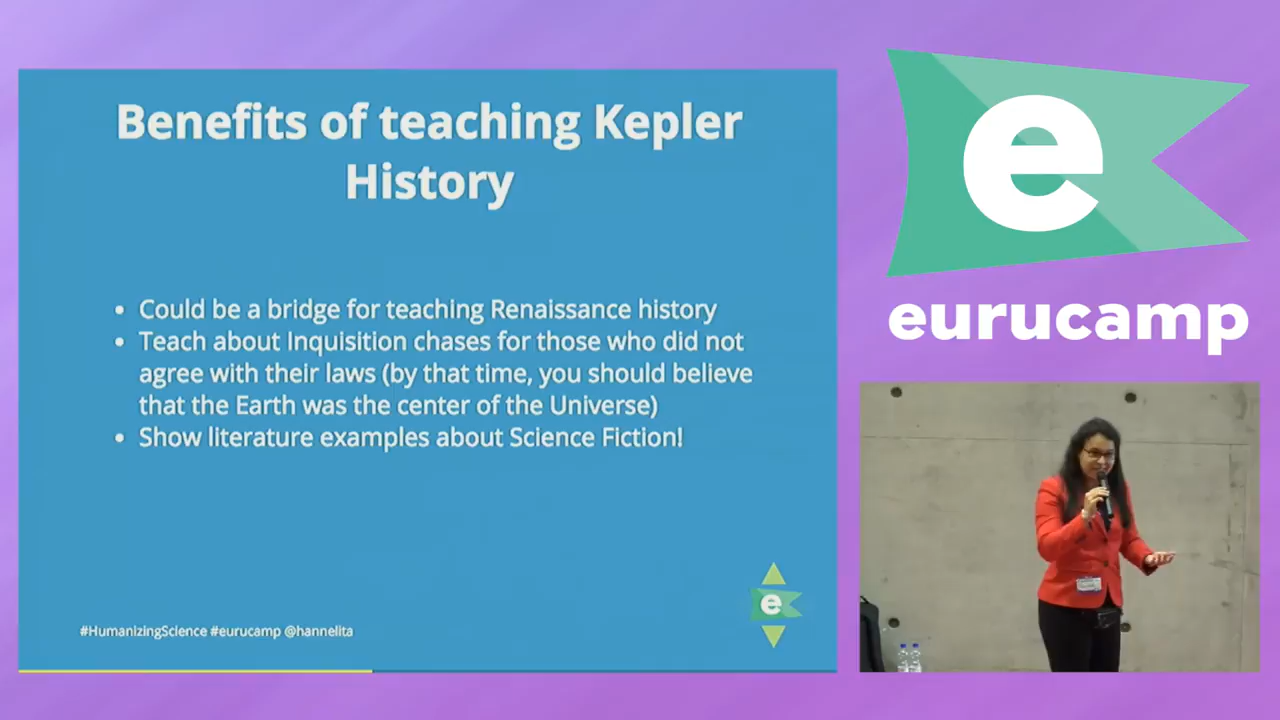 Benefits of teaching Kepler
History
Could be a bridge for teaching Renaissance history
Teach about Inquisition chases for those who did not
agree with their laws (by that time, you should believe
that the Earth was the center of the Universe)
Show literature examples about Science Fiction!
#HumanizingScience #eurucamp @hannelita
e
e
eurucamp